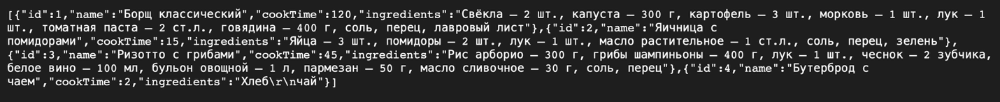 [{"id":1,"name":"Борщ классический","cookTime":120,"ingredients":"Свёкла – 2 шт., капуста – 300 г, картофель – 3 шт., морковь – 1 шт., лук – 1
шт., томатная паста – 2 ст.л., говядина – 400 г, соль, перец, лавровый лист"},{"id":2,"name":"Яичница с
помидорами","cookTime":15,"ingredients":"Яйца – 3 шт., помидоры – 2 шт., лук – 1 шт., масло растительное – 1 ст.л., соль, перец, зелень"},
{"id":3,"name":"Ризотто с грибами","cookTime":45,"ingredients":"Рис арборио – 300 г, грибы шампиньоны – 400 г, лук – 1 шт., чеснок – 2 зубчика,
белое вино – 100 мл, бульон овощной – 1 л, пармезан – 50 г, масло сливочное – 30 г, соль, перец"},{"id":4,"name":"Бутерброд с
чаем","cookTime":2,"ingredients":"Хлеб\r\nчай"}]